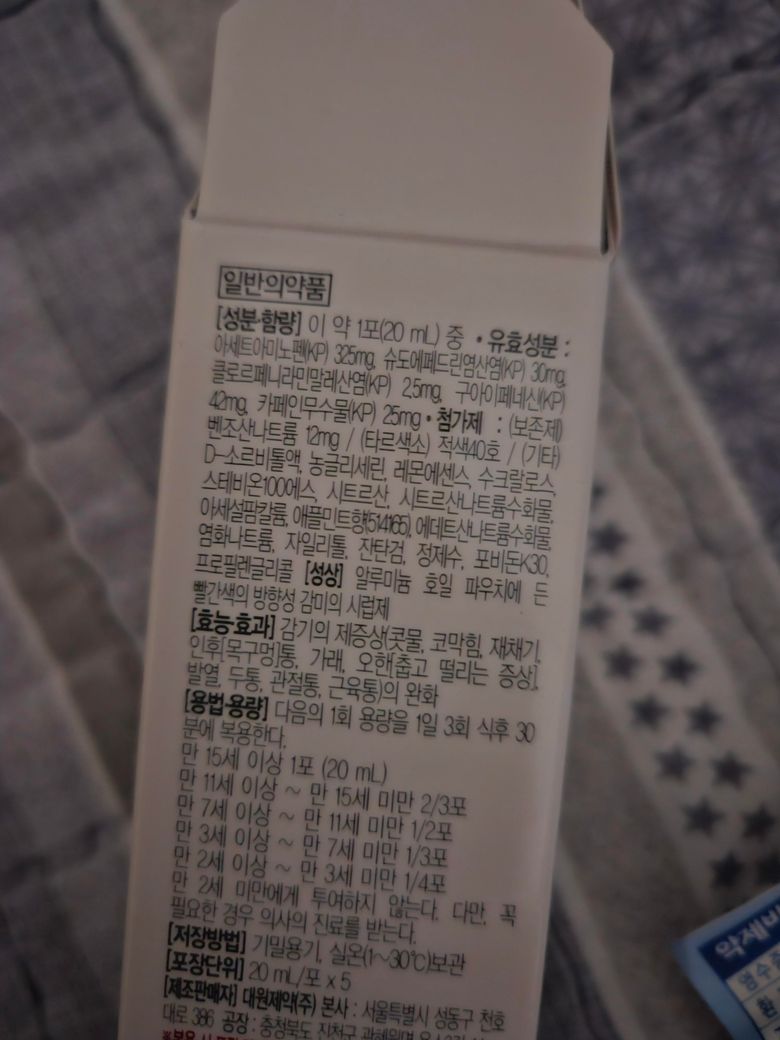 일반의약품
[성분·함량] 이 약 1포(20 mL) 중 • 유효성분 :
아세트아미노펜(KP) 325mg, 슈도에페드린염산염(KP) 30mg,
클로르페니라민말레산염(KP) 2.5mg, 구아이페네신(KP)
42mg, 카페인무수물(KP) 25mg • 첨가제 : (보존제)
벤조산나트륨 12mg / (타르색소) 적색40호 / (기타)
D-소르비톨액, 농글리세린, 레몬에센스, 수크랄로스,
스테비온100에스, 시트르산, 시트르산나트륨수화물,
아세설팜칼륨, 애플민트향(514165), 에데트산나트륨수화물,
염화나트륨, 자일리톨, 잔탄검, 정제수, 포비돈K30,
프로필렌글리콜 [성상] 알루미늄 호일 파우치에 든
빨간색의 방향성 감미의 시럽제
[효능·효과] 감기의 제증상(콧물, 코막힘, 재채기,
인후[목구멍]통, 가래, 오한[춥고 떨리는 증상],
발열, 두통, 관절통, 근육통)의 완화
[용법·용량] 다음의 1회 용량을 1일 3회 식후 30
분에 복용한다.
만 15세 이상 1포 (20 mL)
만 11세 이상 ~ 만 15세 미만 2/3포
만 7세 이상 ~ 만 11세 미만 1/2포
만 3세 이상 ~ 만 7세 미만 1/3포
만 2세 이상 ~ 만 3세 미만 1/4포
만 2세 미만에게 투여하지 않는다. 다만, 꼭
필요한 경우 의사의 진료를 받는다.
[저장방법] 기밀용기, 실온(1~30℃)보관
[포장단위] 20 mL/포 x 5
[제조판매자] 대원제약(주) 본사 : 서울특별시 성동구 천호
대로 386 공장 : 충청북도 진천군 광혜원면
약제비
영수증